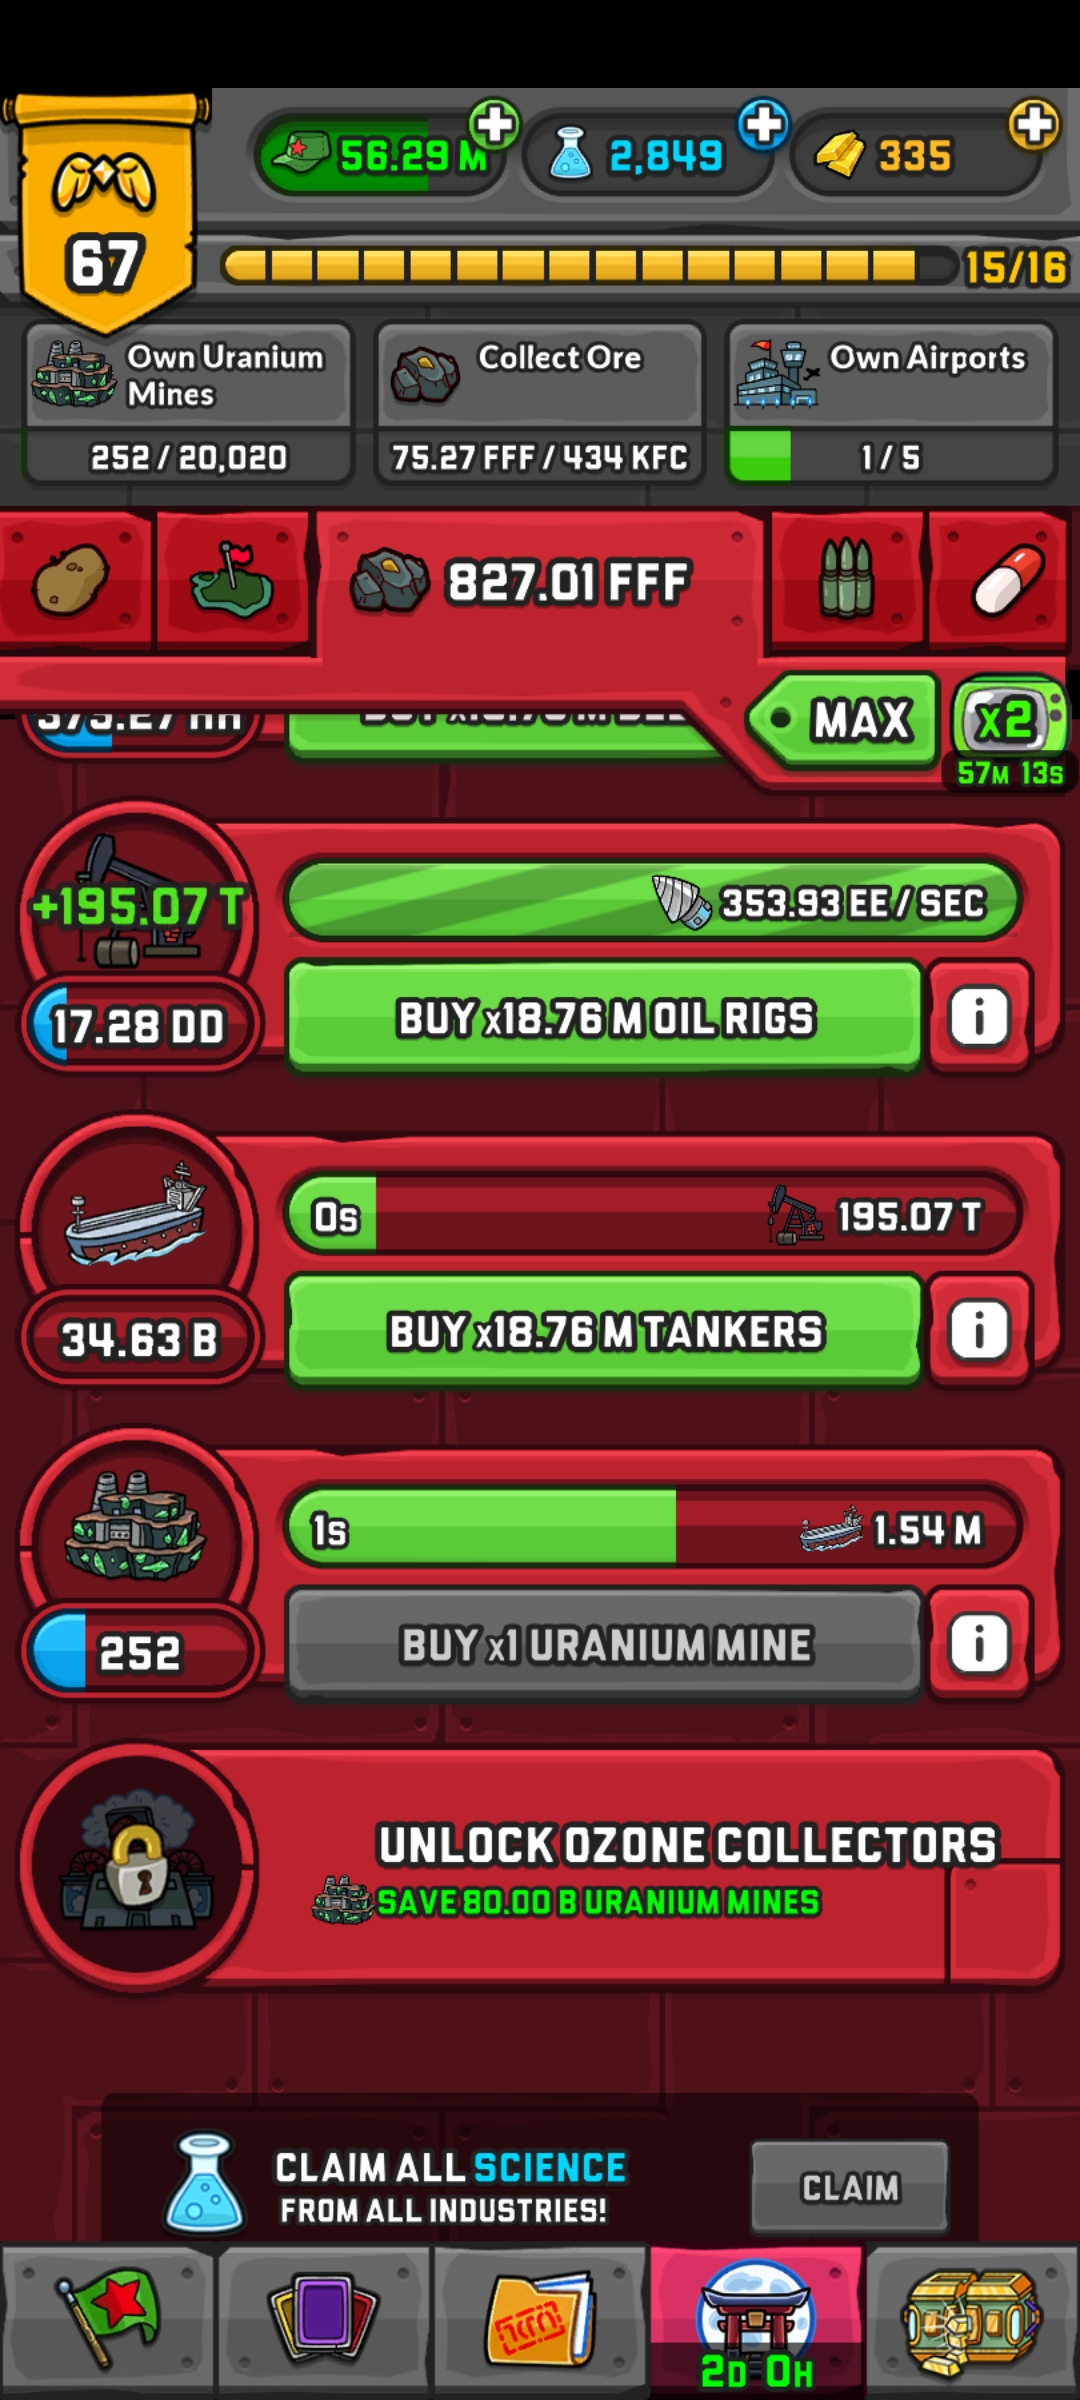 56.29 M
2,849
335
67
15/16
Own Uranium
Mines
252 / 20,020
Collect Ore
75.27 FFF / 434 KFC
Own Airports
1 / 5
827.01 FFF
MAX
x2
57M 13S
+195.07 T
353.93 EE / SEC
17.28 DD
BUY x18.76 M OIL RIGS
i
0s
195.07 T
34.63 B
BUY x18.76 M TANKERS
i
1s
1.54 M
252
BUY x1 URANIUM MINE
i
UNLOCK OZONE COLLECTORS
SAVE 80.00 B URANIUM MINES
CLAIM ALL SCIENCE
FROM ALL INDUSTRIES!
CLAIM
2D 0H